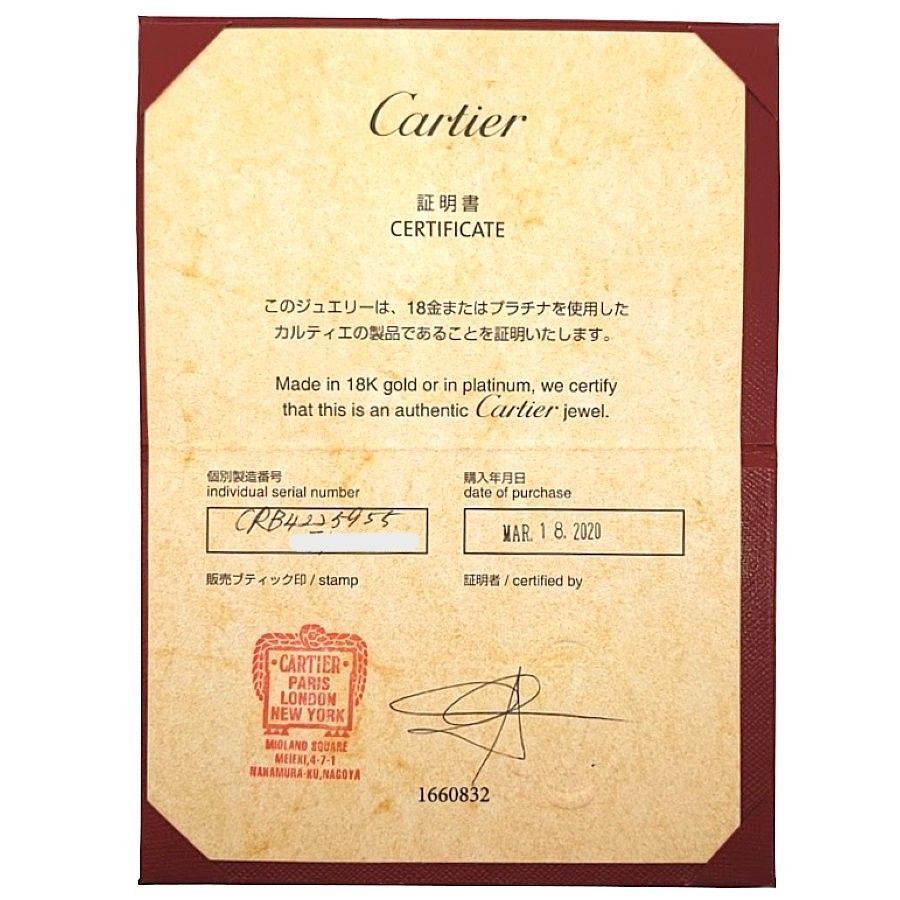 Cartier
証明書
CERTIFICATE
このジュエリーは、18金またはプラチナを使用した
カルティエの製品であることを証明いたします。
Made in 18K gold or in platinum, we certify
that this is an authentic Cartier jewel.
個別製造番号
individual serial number
CRB4225955
購入年月日
date of purchase
MAR. 18. 2020
販売ブティック印 / stamp
証明者 / certified by
CARTIER
PARIS
LONDON
NEW YORK
MIDLAND SQUARE
MEIEKI,4-7-1
NAKAMURA-KU,NAGOYA
1660832